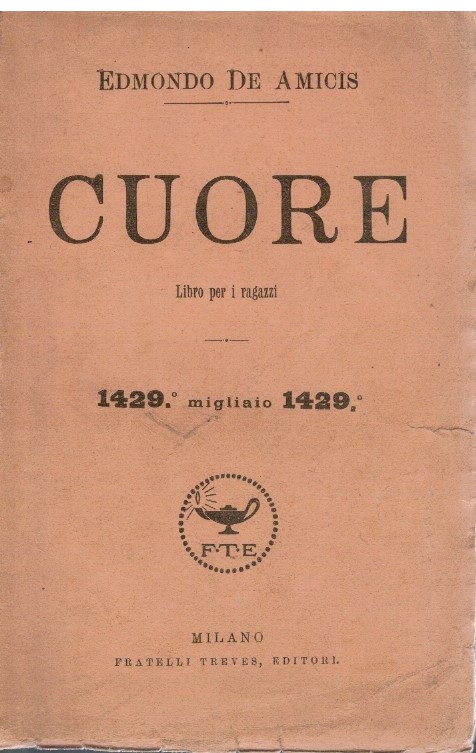 EDMONDO DE AMICIS
CUORE
Libro per i ragazzi
1429.° migliaio 1429.°
F·T·E
MILANO
FRATELLI TREVES, EDITORI.